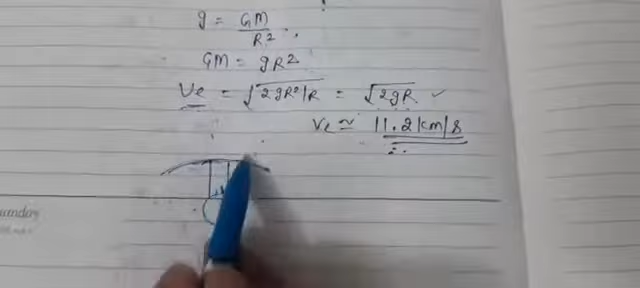 g = GM/R²
GM = gR²
Ve = √2gR²/R = √2gR ✓
Ve ≃ 11.2 km/s